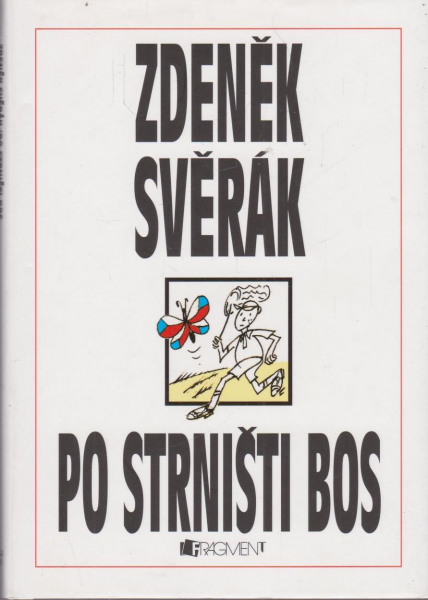 ZDENĚK
SVĚRÁK
PO STRNIŠTI BOS
FRAGMENT